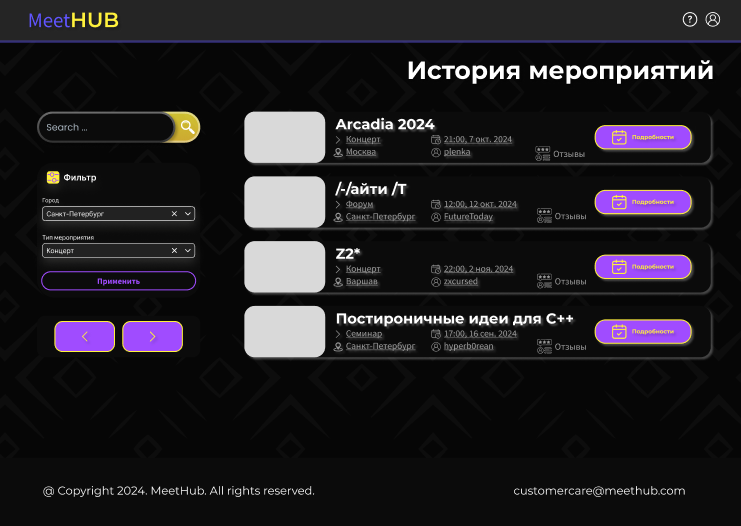 MeetHUB
История мероприятий
Search ...
Фильтр
Город
Санкт-Петербург
Тип мероприятия
Концерт
Применить
Arcadia 2024
Концерт
21:00, 7 окт. 2024
Москва
plenka
Отзывы
Подробности
/-/айти /Т
Форум
12:00, 12 окт. 2024
Санкт-Петербург
FutureToday
Отзывы
Подробности
Z2*
Концерт
22:00, 2 ноя. 2024
Варшав
zxcursed
Отзывы
Подробности
Постироничные идеи для C++
Семинар
17:00, 16 сен. 2024
Санкт-Петербург
hyperb0rean
Отзывы
Подробности
@ Copyright 2024. MeetHub. All rights reserved.
customercare@meethub.com